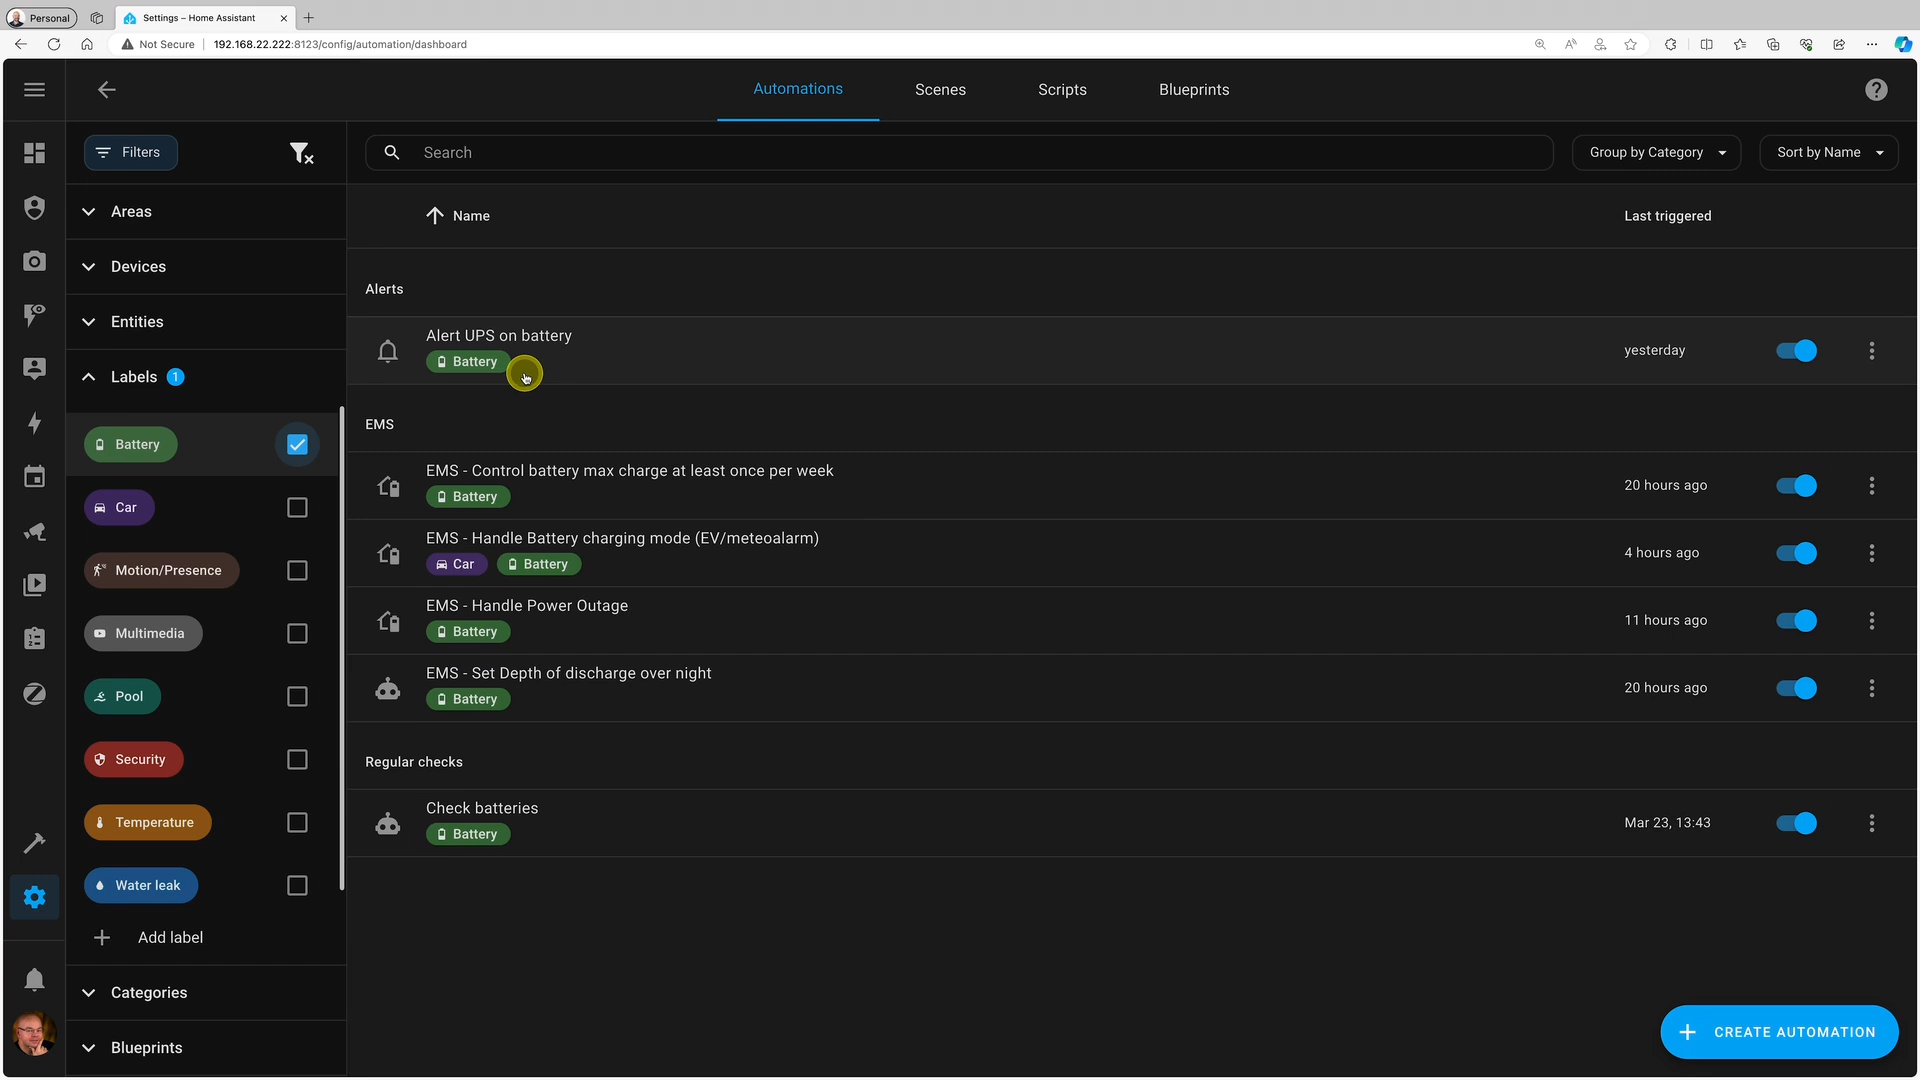 Personal
Settings – Home Assistant
Not Secure
192.168.22.222:8123/config/automation/dashboard
Automations
Scenes
Scripts
Blueprints
Filters
Search
Group by Category
Sort by Name
Areas
Name
Last triggered
Devices
Alerts
Entities
Alert UPS on battery
Battery
yesterday
Labels 1
EMS
Battery
EMS - Control battery max charge at least once per week
Battery
20 hours ago
Car
EMS - Handle Battery charging mode (EV/meteoalarm)
Car Battery
4 hours ago
Motion/Presence
EMS - Handle Power Outage
Battery
11 hours ago
Multimedia
EMS - Set Depth of discharge over night
Battery
20 hours ago
Pool
Regular checks
Security
Check batteries
Battery
Mar 23, 13:43
Temperature
Water leak
Add label
Categories
Blueprints
CREATE AUTOMATION